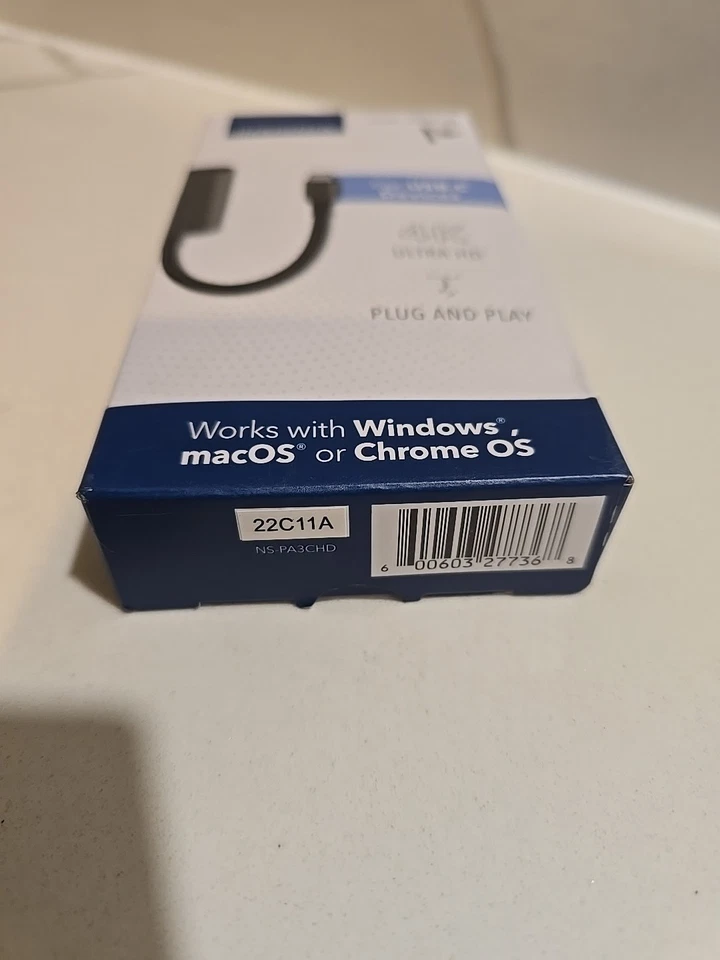 ULTRA HD
PLUG AND PLAY
Works with Windows®,
macOS® or Chrome OS
22C11A
NS-PA3CHD
6 00603 27736 8